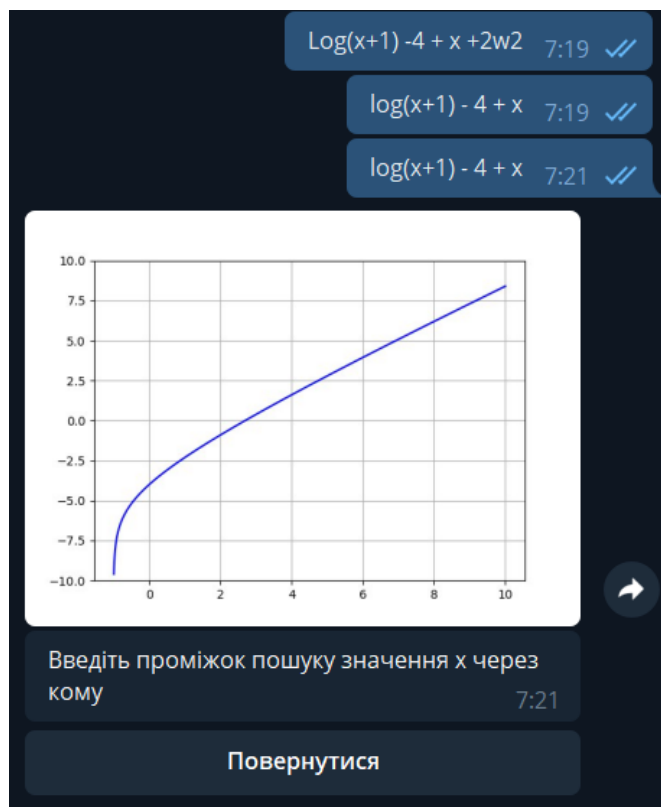 Log(x+1) -4 + x +2w2 7:19
log(x+1) - 4 + x 7:19
log(x+1) - 4 + x 7:21
10.0
7.5
5.0
2.5
0.0
−2.5
−5.0
−7.5
−10.0
0 2 4 6 8 10
Введіть проміжок пошуку значення х через
кому 7:21
Повернутися